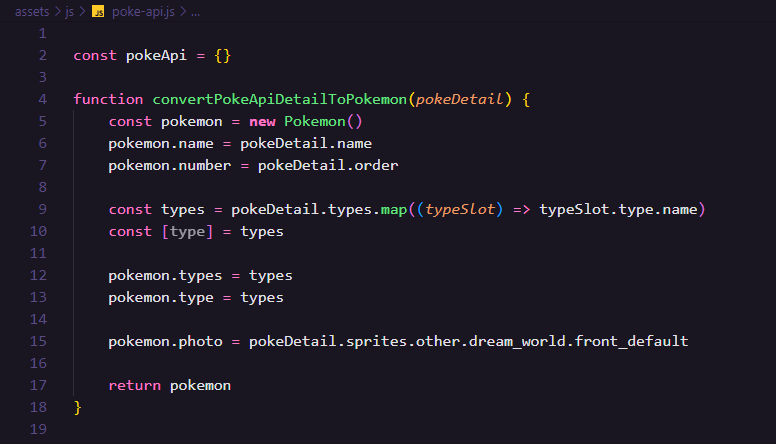 assets > js > JS poke-api.js > ...
1
2 const pokeApi = {}
3
4 function convertPokeApiDetailToPokemon(pokeDetail) {
5     const pokemon = new Pokemon()
6     pokemon.name = pokeDetail.name
7     pokemon.number = pokeDetail.order
8
9     const types = pokeDetail.types.map((typeSlot) => typeSlot.type.name)
10     const [type] = types
11
12     pokemon.types = types
13     pokemon.type = types
14
15     pokemon.photo = pokeDetail.sprites.other.dream_world.front_default
16
17     return pokemon
18 }
19